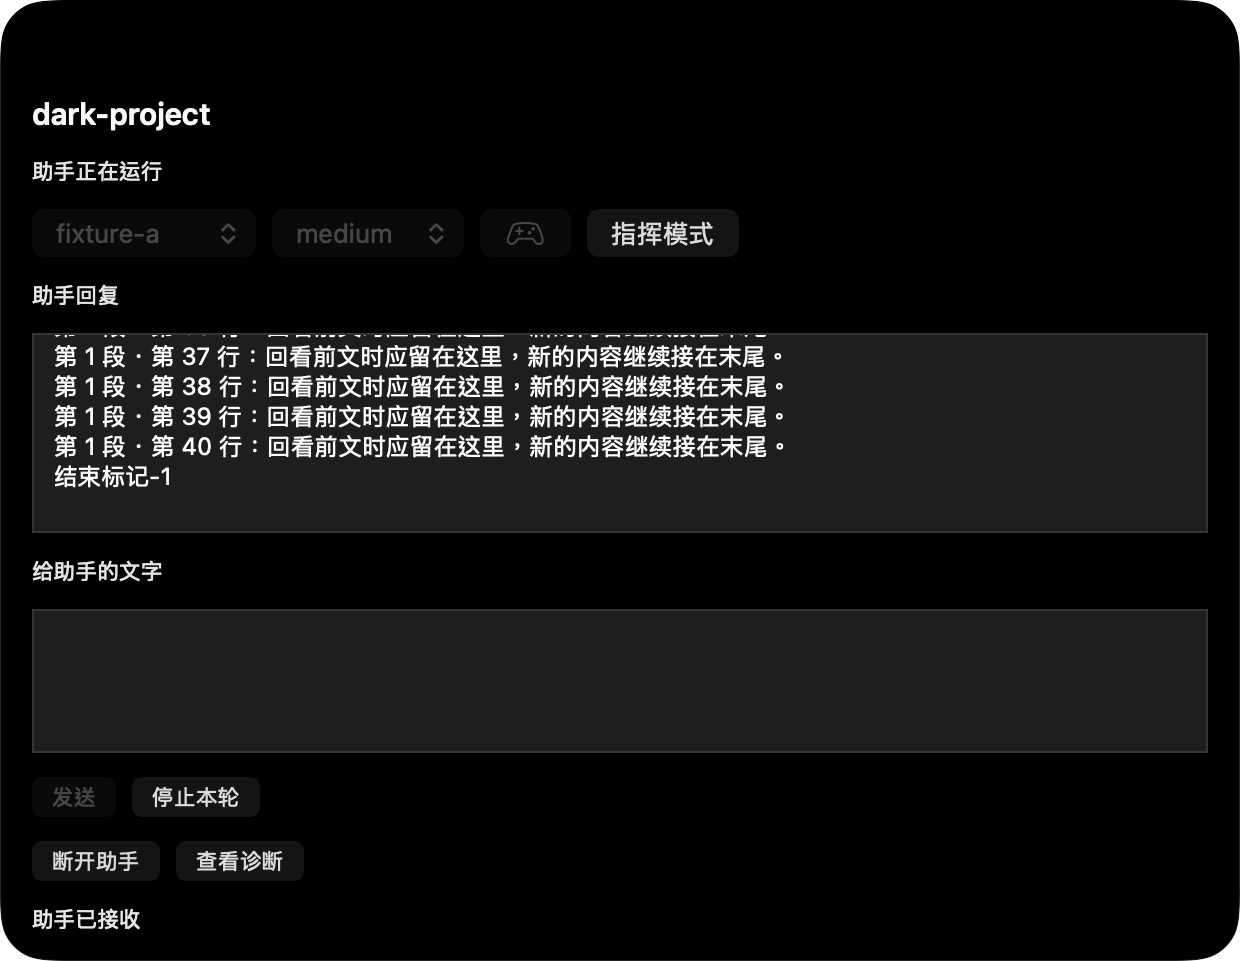 dark-project
助手正在运行
fixture-a
medium
指挥模式
助手回复
第 1 段 · 第 37 行：回看前文时应留在这里，新的内容继续接在末尾。
第 1 段 · 第 38 行：回看前文时应留在这里，新的内容继续接在末尾。
第 1 段 · 第 39 行：回看前文时应留在这里，新的内容继续接在末尾。
第 1 段 · 第 40 行：回看前文时应留在这里，新的内容继续接在末尾。
结束标记-1
给助手的文字
发送
停止本轮
断开助手
查看诊断
助手已接收